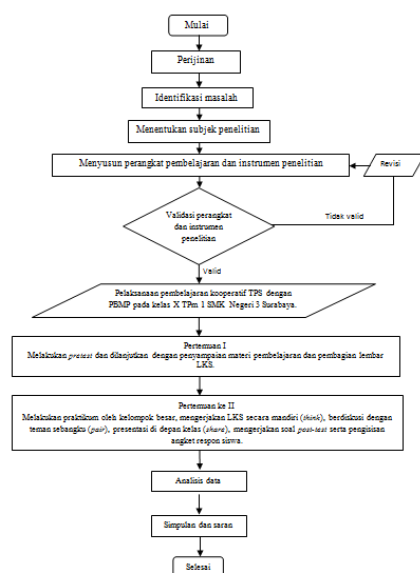 Mulai
Perijinan
Identifikasi masalah
Menentukan subjek penelitian
Menyusun perangkat pembelajaran dan instrumen penelitian
Revisi
Validasi perangkat
dan instrumen
penelitian
Tidak valid
Valid
Pelaksanaan pembelajaran kooperatif TPS dengan
PBMP pada kelas X TPm 1 SMK Negeri 3 Surabaya.
Pertemuan I
Melakukan pretest dan dilanjutkan dengan penyampaian materi pembelajaran dan pembagian lembar
LKS.
Pertemuan ke II
Melakukan praktikum oleh kelompok besar, mengerjakan LKS secara mandiri (think), berdiskusi dengan
teman sebangku (pair), presentasi di depan kelas (share), mengerjakan soal post-test serta pengisisan
angket respon siswa.
Analisis data
Simpulan dan saran
Selesai